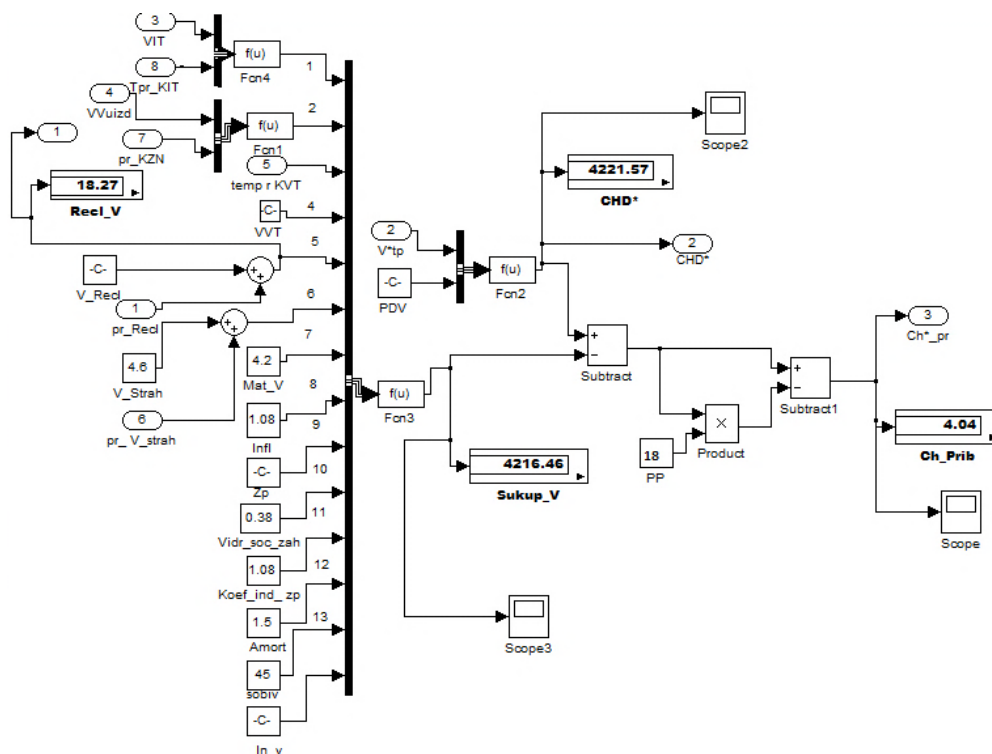 3
VIT
f(u)
1
8
Tpr_KIT
Fcn4
4
VVuizd
2
f(u)
1
7
pr_KZN
Fcn1
5
temp r KVT
18.27
Recl_V
-C-
VVT
4
5
-C-
V_Recl
1
pr_Recl
6
4.6
V_Strah
7
4.2
Mat_V
6
pr_ V_strah
8
1.08
Infl
9
-C-
Zp
10
0.38
Vidr_soc_zah
11
1.08
Koef_ind_ zp
12
1.5
Amort
13
45
sobiv
-C-
In_v
f(u)
Fcn3
2
V*tp
-C-
PDV
f(u)
Fcn2
Scope2
4221.57
CHD*
2
CHD*
+
−
Subtract
×
Product
18
PP
+
−
Subtract1
3
Ch*_pr
4.04
Ch_Prib
Scope
4216.46
Sukup_V
Scope3